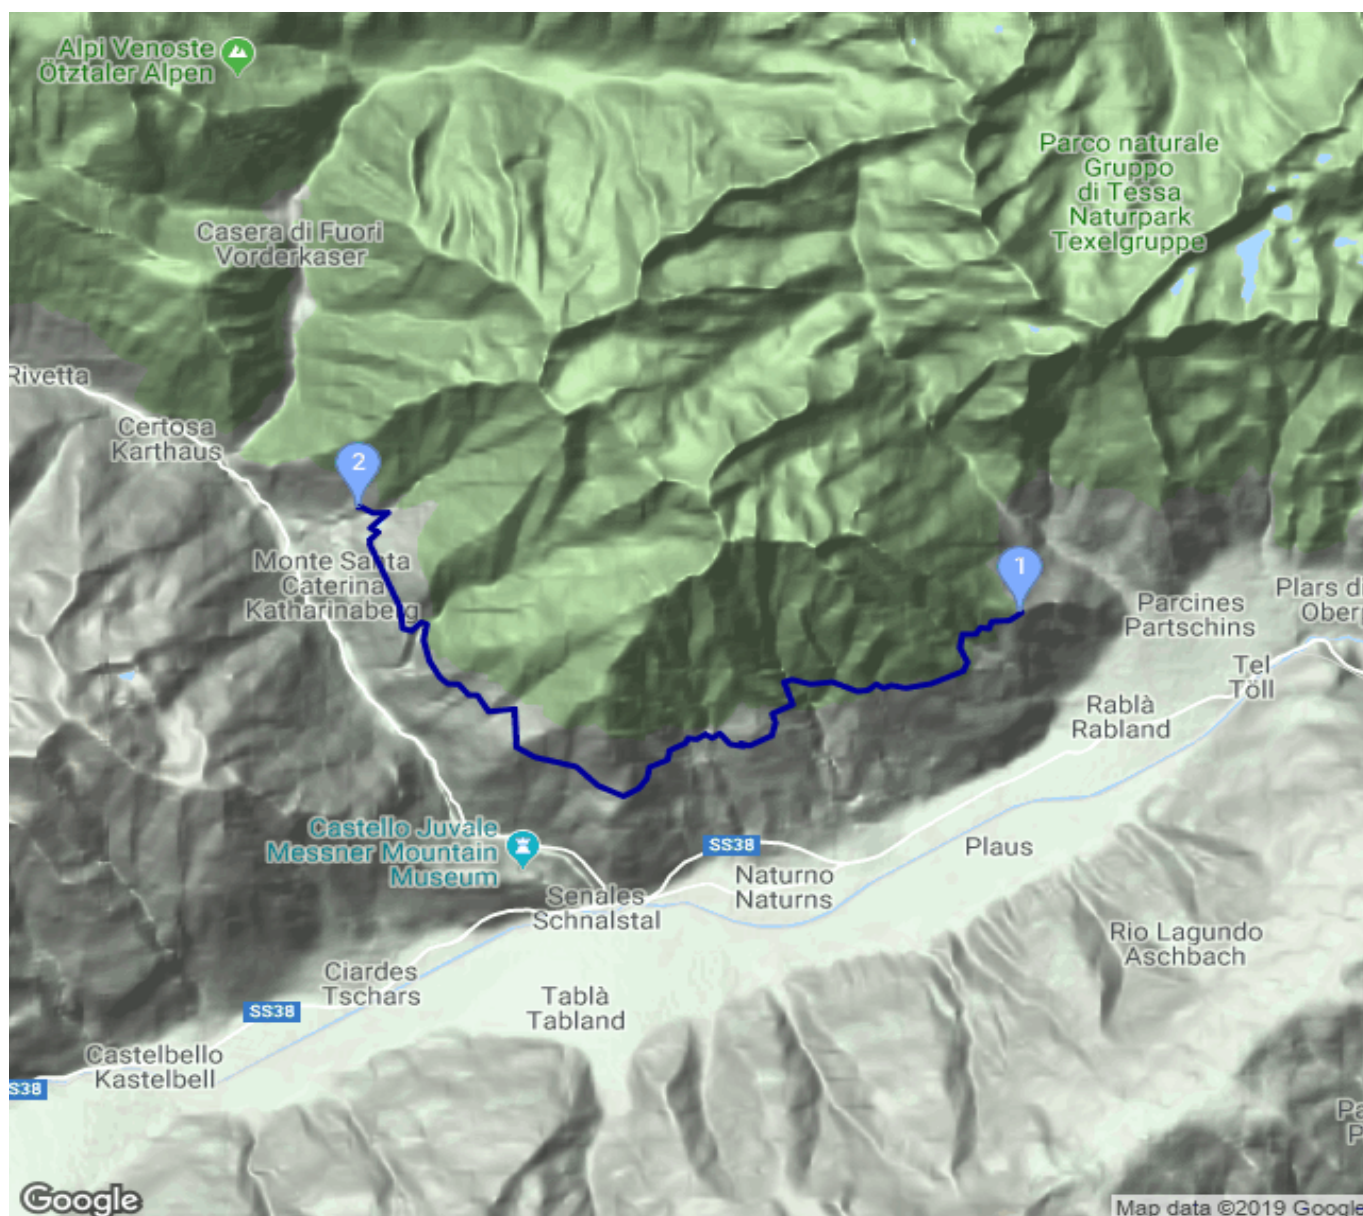 Alpi Venoste
Ötztaler Alpen
Parco naturale
Gruppo
di Tessa
Naturpark
Texelgruppe
Casera di Fuori
Vorderkaser
Rivetta
Certosa
Karthaus
2
Monte Santa
Caterina
Katharinaberg
1
Parcines
Partschins
Plars d
Ober
Tel
Töll
Rablà
Rabland
Castello Juvale
Messner Mountain
Museum
SS38
Plaus
Naturno
Naturns
Senales
Schnalstal
Rio Lagundo
Aschbach
Ciardes
Tschars
Tablà
Tabland
SS38
Castelbello
Kastelbell
S38
Google
Map data ©2019 Google